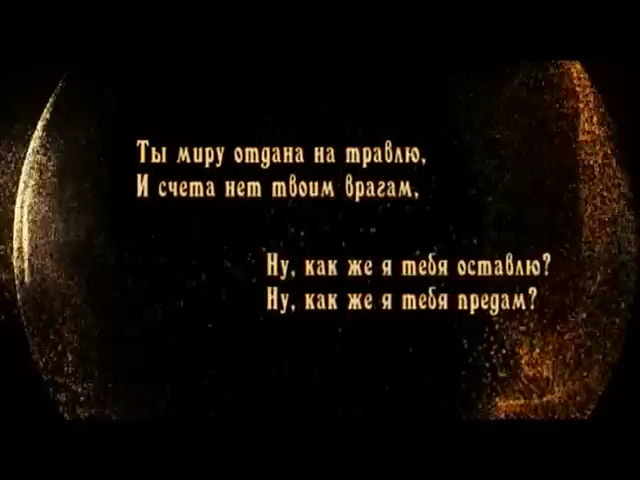 Ты миру отдана на травлю,
И счета нет твоим врагам,
Ну, как же я тебя оставлю?
Ну, как же я тебя предам?